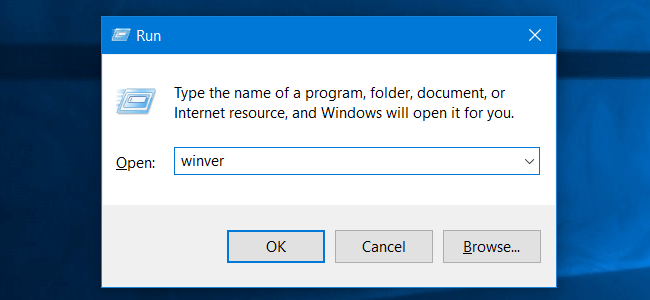 Run
Type the name of a program, folder, document, or
Internet resource, and Windows will open it for you.
Open: winver
OK Cancel Browse...